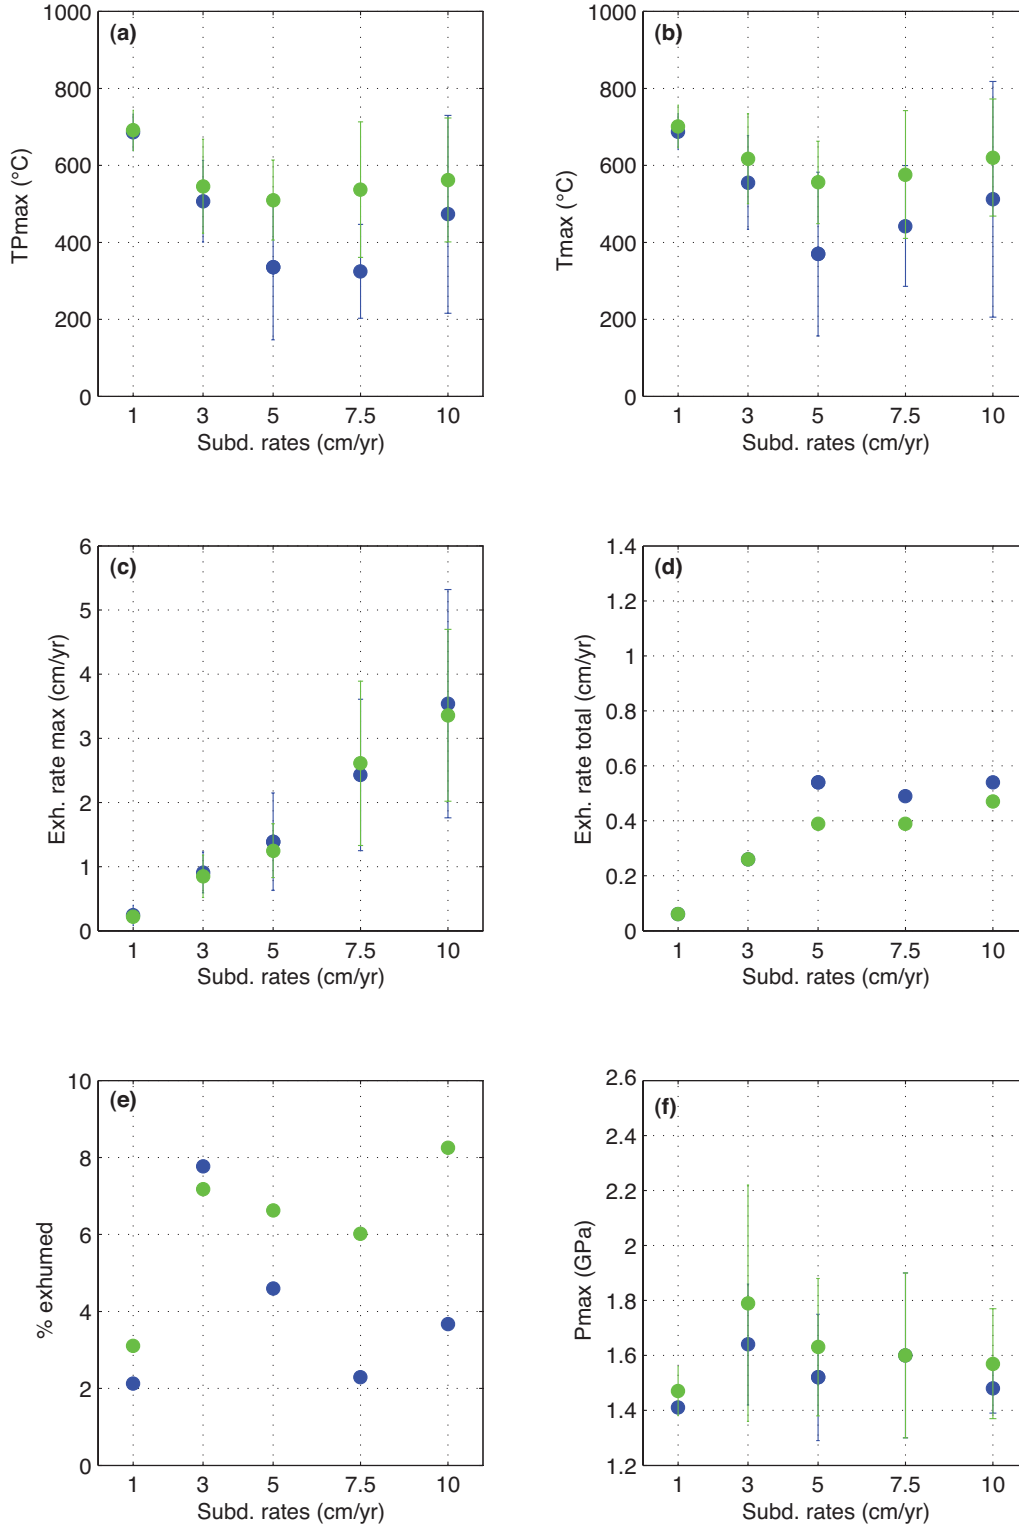 (a)
1000
800
600
400
200
0
TPmax (°C)
1 3 5 7.5 10
Subd. rates (cm/yr)
(b)
1000
800
600
400
200
0
Tmax (°C)
1 3 5 7.5 10
Subd. rates (cm/yr)
(c)
6
5
4
3
2
1
0
Exh. rate max (cm/yr)
1 3 5 7.5 10
Subd. rates (cm/yr)
(d)
1.4
1.2
1
0.8
0.6
0.4
0.2
0
Exh. rate total (cm/yr)
1 3 5 7.5 10
Subd. rates (cm/yr)
(e)
10
8
6
4
2
0
% exhumed
1 3 5 7.5 10
Subd. rates (cm/yr)
(f)
2.6
2.4
2.2
2
1.8
1.6
1.4
1.2
Pmax (GPa)
1 3 5 7.5 10
Subd. rates (cm/yr)